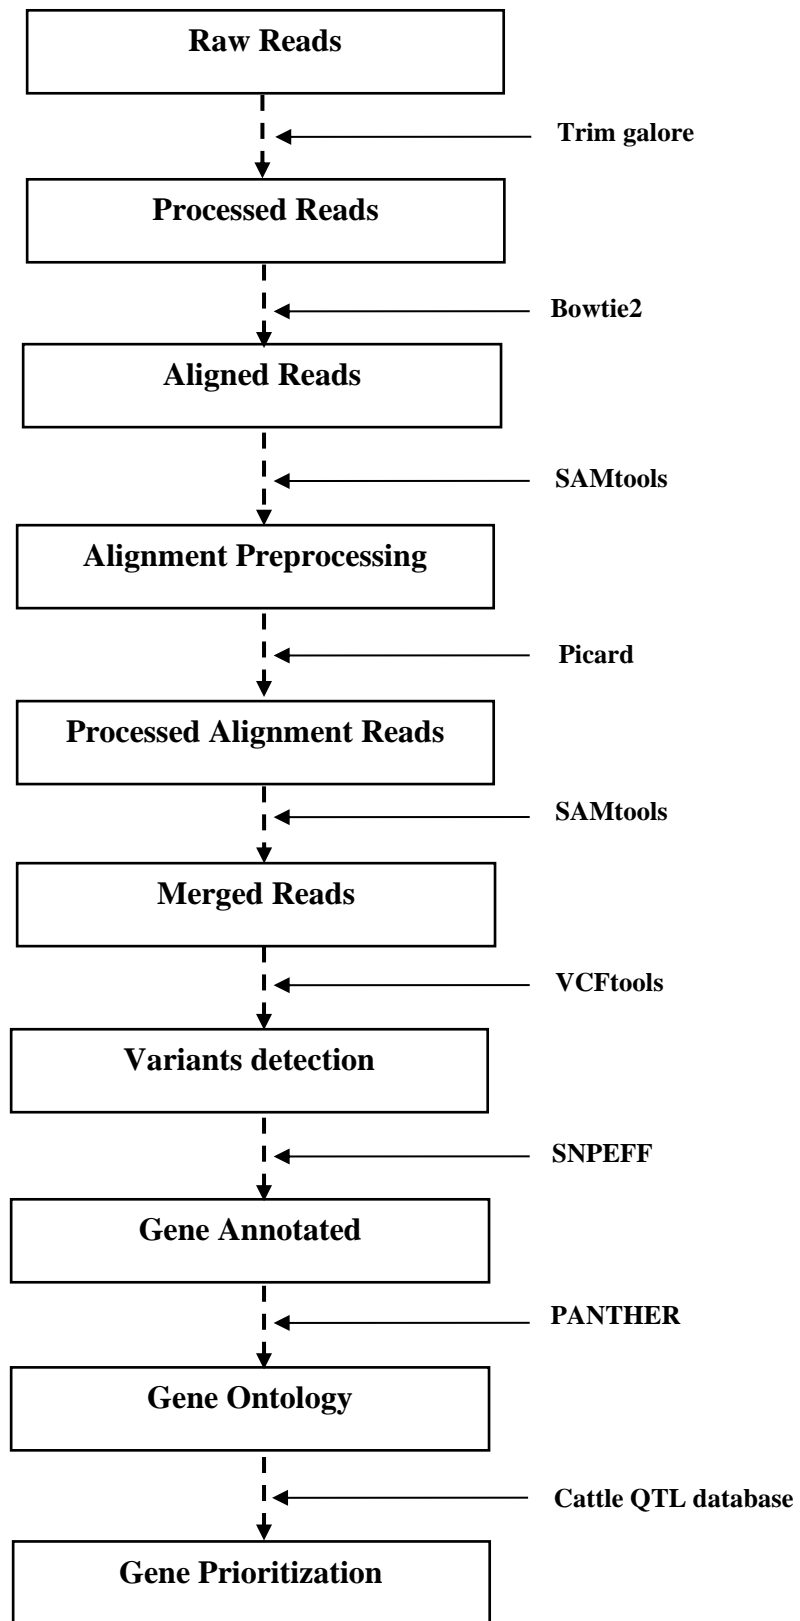 Raw Reads
Trim galore
Processed Reads
Bowtie2
Aligned Reads
SAMtools
Alignment Preprocessing
Picard
Processed Alignment Reads
SAMtools
Merged Reads
VCFtools
Variants detection
SNPEFF
Gene Annotated
PANTHER
Gene Ontology
Cattle QTL database
Gene Prioritization